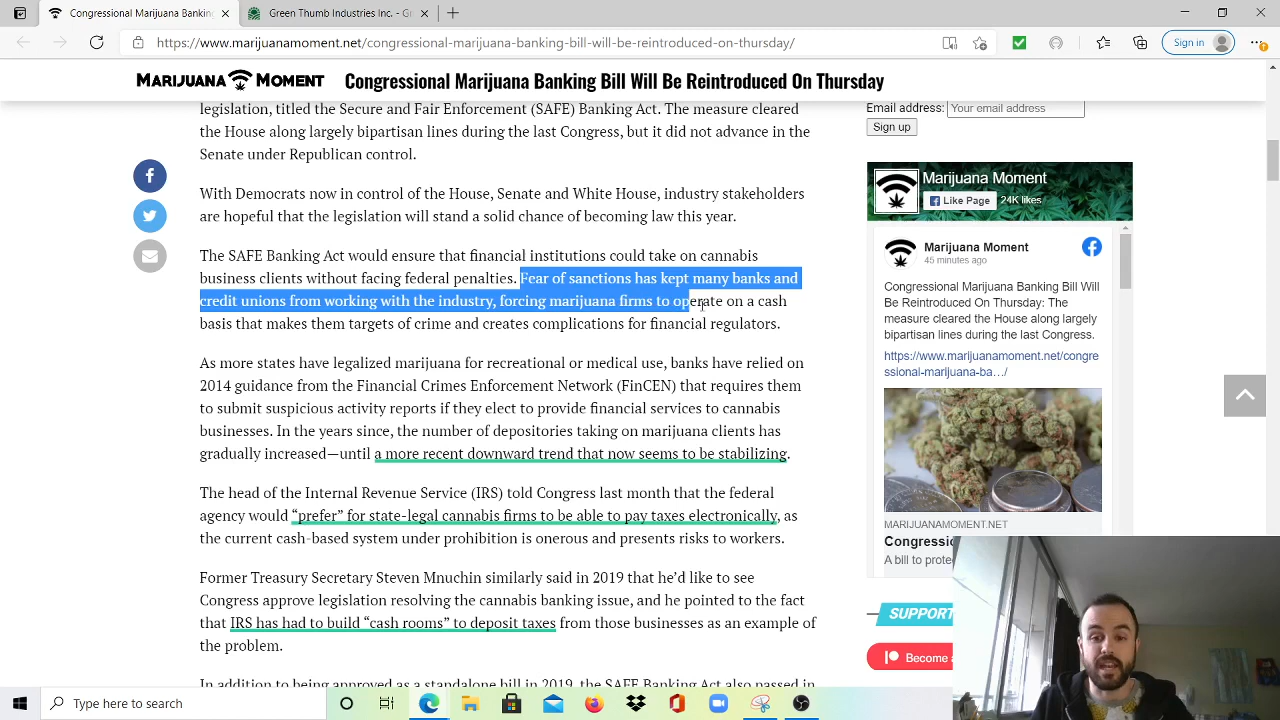 Congressional Marijuana Banking
Green Thumb Industries Inc. - Gr
https://www.marijuanamoment.net/congressional-marijuana-banking-bill-will-be-reintroduced-on-thursday/
Sign in
MARIJUANA MOMENT
Congressional Marijuana Banking Bill Will Be Reintroduced On Thursday
legislation, titled the Secure and Fair Enforcement (SAFE) Banking Act. The measure cleared
the House along largely bipartisan lines during the last Congress, but it did not advance in the
Senate under Republican control.
With Democrats now in control of the House, Senate and White House, industry stakeholders
are hopeful that the legislation will stand a solid chance of becoming law this year.
The SAFE Banking Act would ensure that financial institutions could take on cannabis
business clients without facing federal penalties. Fear of sanctions has kept many banks and
credit unions from working with the industry, forcing marijuana firms to operate on a cash
basis that makes them targets of crime and creates complications for financial regulators.
As more states have legalized marijuana for recreational or medical use, banks have relied on
2014 guidance from the Financial Crimes Enforcement Network (FinCEN) that requires them
to submit suspicious activity reports if they elect to provide financial services to cannabis
businesses. In the years since, the number of depositories taking on marijuana clients has
gradually increased—until a more recent downward trend that now seems to be stabilizing.
The head of the Internal Revenue Service (IRS) told Congress last month that the federal
agency would “prefer” for state-legal cannabis firms to be able to pay taxes electronically, as
the current cash-based system under prohibition is onerous and presents risks to workers.
Former Treasury Secretary Steven Mnuchin similarly said in 2019 that he’d like to see
Congress approve legislation resolving the cannabis banking issue, and he pointed to the fact
that IRS has had to build “cash rooms” to deposit taxes from those businesses as an example of
the problem.
In addition to being approved as a standalone bill in 2019, the SAFE Banking Act also passed in
Email address:
Your email address
Sign up
Marijuana Moment
Like Page
24K likes
Marijuana Moment
45 minutes ago
Congressional Marijuana Banking Bill Will
Be Reintroduced On Thursday: The
measure cleared the House along largely
bipartisan lines during the last Congress.
https://www.marijuanamoment.net/congre
ssional-marijuana-ba…/
MARIJUANAMOMENT.NET
Congressio
A bill to prote
SUPPORT
Become a
Type here to search